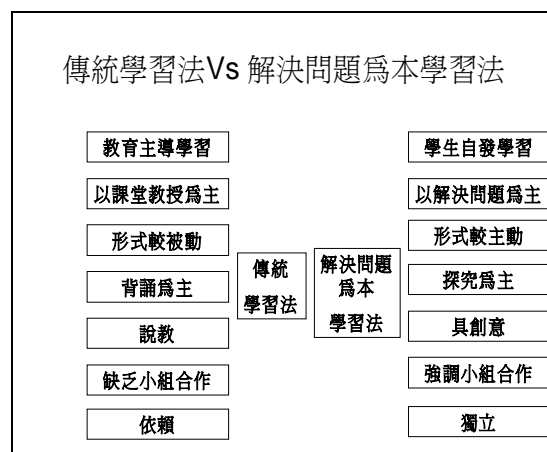 傳統學習法Vs 解決問題爲本學習法
教育主導學習
學生自發學習
以課堂教授爲主
以解決問題爲主
形式較被動
形式較主動
傳統
學習法
解決問題
爲本
學習法
背誦爲主
探究爲主
說教
具創意
缺乏小組合作
強調小組合作
依賴
獨立